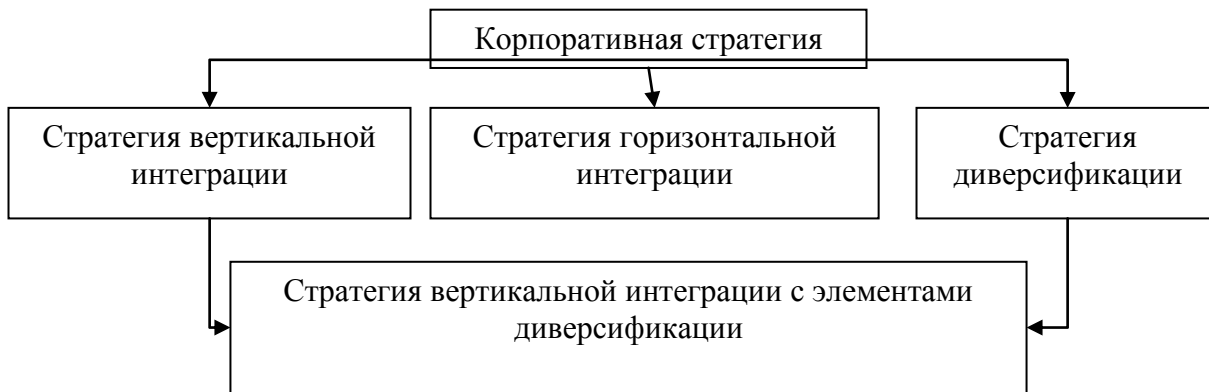 Корпоративная стратегия
Стратегия вертикальной
интеграции
Стратегия горизонтальной
интеграции
Стратегия
диверсификации
Стратегия вертикальной интеграции с элементами
диверсификации